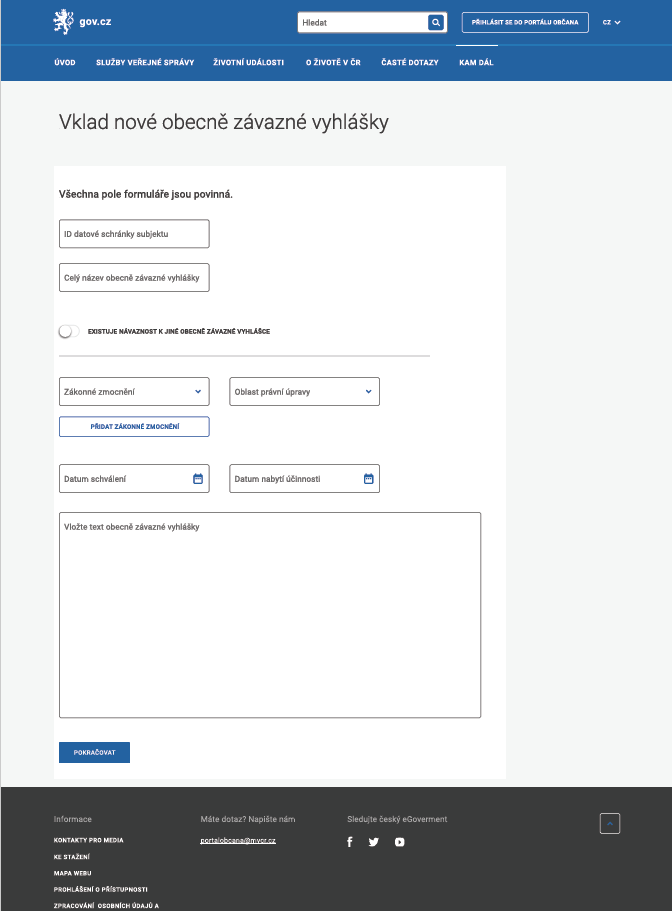 gov.cz
Hledat
PŘIHLÁSIT SE DO PORTÁLU OBČANA
CZ
ÚVOD SLUŽBY VEŘEJNÉ SPRÁVY ŽIVOTNÍ UDÁLOSTI O ŽIVOTĚ V ČR ČASTÉ DOTAZY KAM DÁL
Vklad nové obecně závazné vyhlášky
Všechna pole formuláře jsou povinná.
ID datové schránky subjektu
Celý název obecně závazné vyhlášky
EXISTUJE NÁVAZNOST K JINÉ OBECNĚ ZÁVAZNÉ VYHLÁŠCE
Zákonné zmocnění Oblast právní úpravy
PŘIDAT ZÁKONNÉ ZMOCNĚNÍ
Datum schválení Datum nabytí účinnosti
Vložte text obecně závazné vyhlášky
POKRAČOVAT
Informace Máte dotaz? Napište nám Sledujte český eGoverment
KONTAKTY PRO MEDIA portalobcana@mvcr.cz
KE STAŽENÍ
MAPA WEBU
PROHLÁŠENÍ O PŘÍSTUPNOSTI
ZPRACOVÁNÍ OSOBNÍCH ÚDAJŮ A